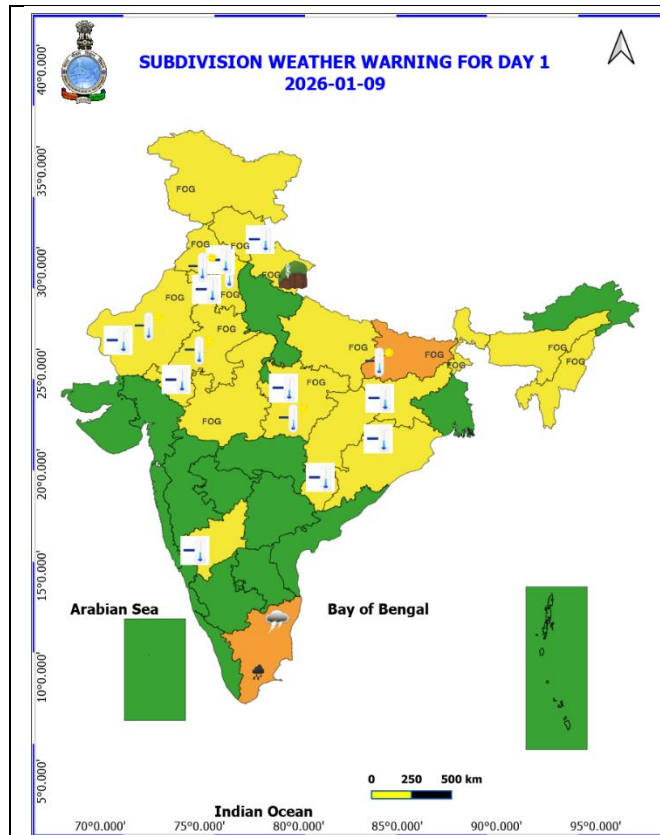 SUBDIVISION WEATHER WARNING FOR DAY 1
2026-01-09
40°0.000'
35°0.000'
30°0.000'
25°0.000'
20°0.000'
15°0.000'
10°0.000'
5°0.000'
FOG
FOG
FOG
FOG
FOG
FOG
FOG
FOG
FOG
FOG
FOG
FOG
FOG
FOG
Arabian Sea
Bay of Bengal
0 250 500 km
Indian Ocean
70°0.000' 75°0.000' 80°0.000' 85°0.000' 90°0.000' 95°0.000'